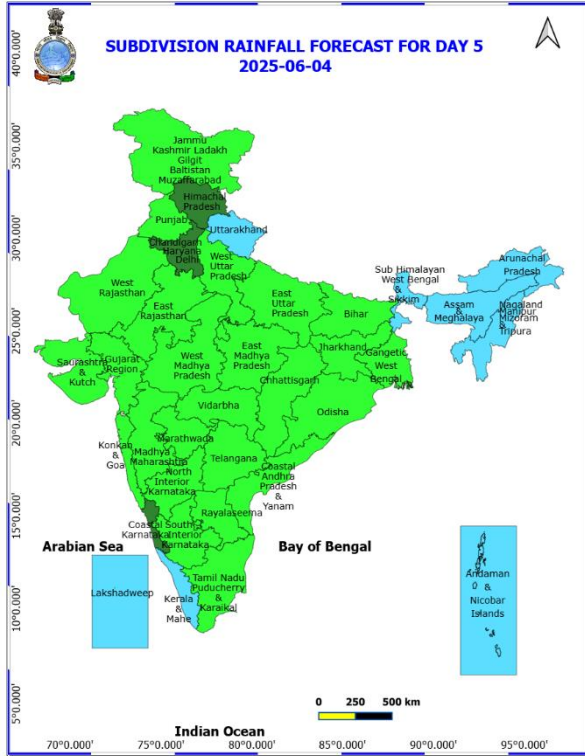 SUBDIVISION RAINFALL FORECAST FOR DAY 5
2025-06-04
40°0.000'
35°0.000'
30°0.000'
25°0.000'
20°0.000'
15°0.000'
10°0.000'
5°0.000'
Jammu
Kashmir Ladakh
Gilgit
Baltistan
Muzaffarabad
Himachal
Pradesh
Punjab
Uttarakhand
Chandigarh
Haryana
Delhi
West
Uttar
Pradesh
Arunachal
Pradesh
Sub Himalayan
West Bengal
&
Sikkim
West
Rajasthan
East
Rajasthan
East
Uttar
Pradesh
Bihar
Assam
&
Meghalaya
Nagaland
Manipur
Mizoram
&
Tripura
Saurashtra
&
Kutch
Gujarat
Region
West
Madhya
Pradesh
East
Madhya
Pradesh
Jharkhand
Gangetic
West
Bengal
Chhattisgarh
Odisha
Vidarbha
Konkan
&
Goa
Marathwada
Madhya
Maharashtra
North
Interior
Karnataka
Telangana
Coastal
Andhra
Pradesh
&
Yanam
Rayalaseema
Coastal
Karnataka
South
Interior
Karnataka
Arabian Sea
Bay of Bengal
Lakshadweep
Kerala
&
Mahe
Tamil Nadu
Puducherry
&
Karaikal
Andaman
&
Nicobar
Islands
0 250 500 km
Indian Ocean
70°0.000' 75°0.000' 80°0.000' 85°0.000' 90°0.000' 95°0.000'